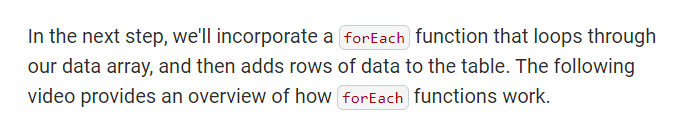 In the next step, we'll incorporate a forEach function that loops through
our data array, and then adds rows of data to the table. The following
video provides an overview of how forEach functions work.